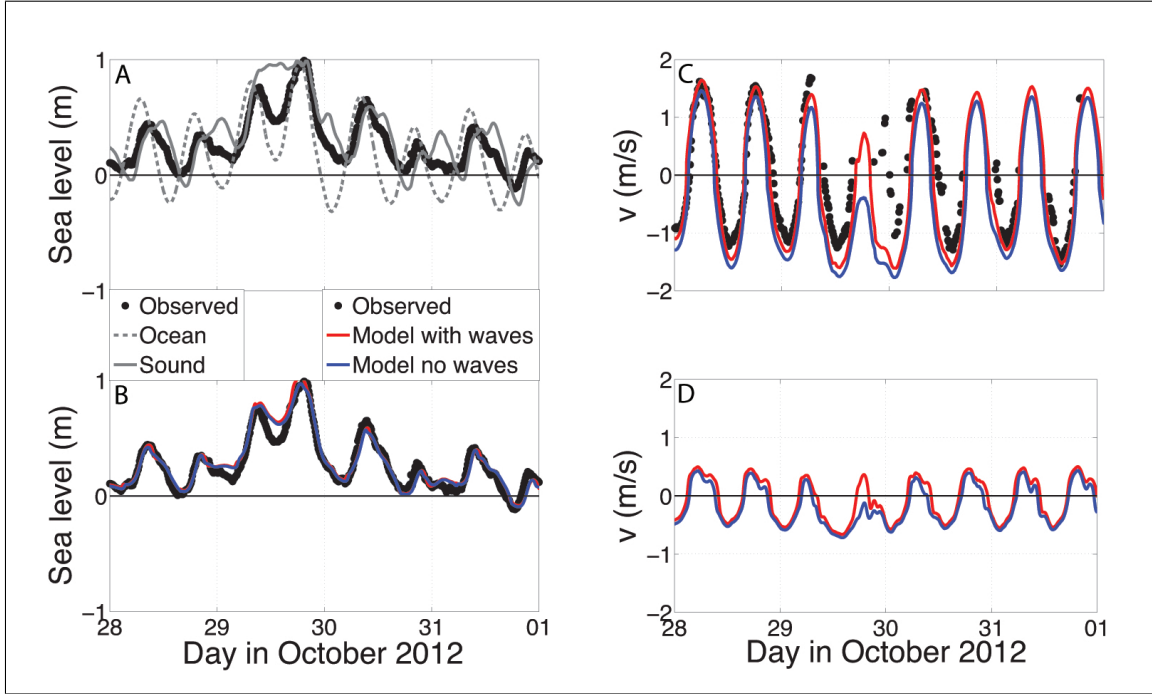 A
1
0
−1
Sea level (m)
Observed
Ocean
Sound
Observed
Model with waves
Model no waves
B
1
0
−1
Sea level (m)
28
29
30
31
01
Day in October 2012
C
2
1
0
−1
−2
v (m/s)
D
2
1
0
−1
−2
v (m/s)
28
29
30
31
01
Day in October 2012